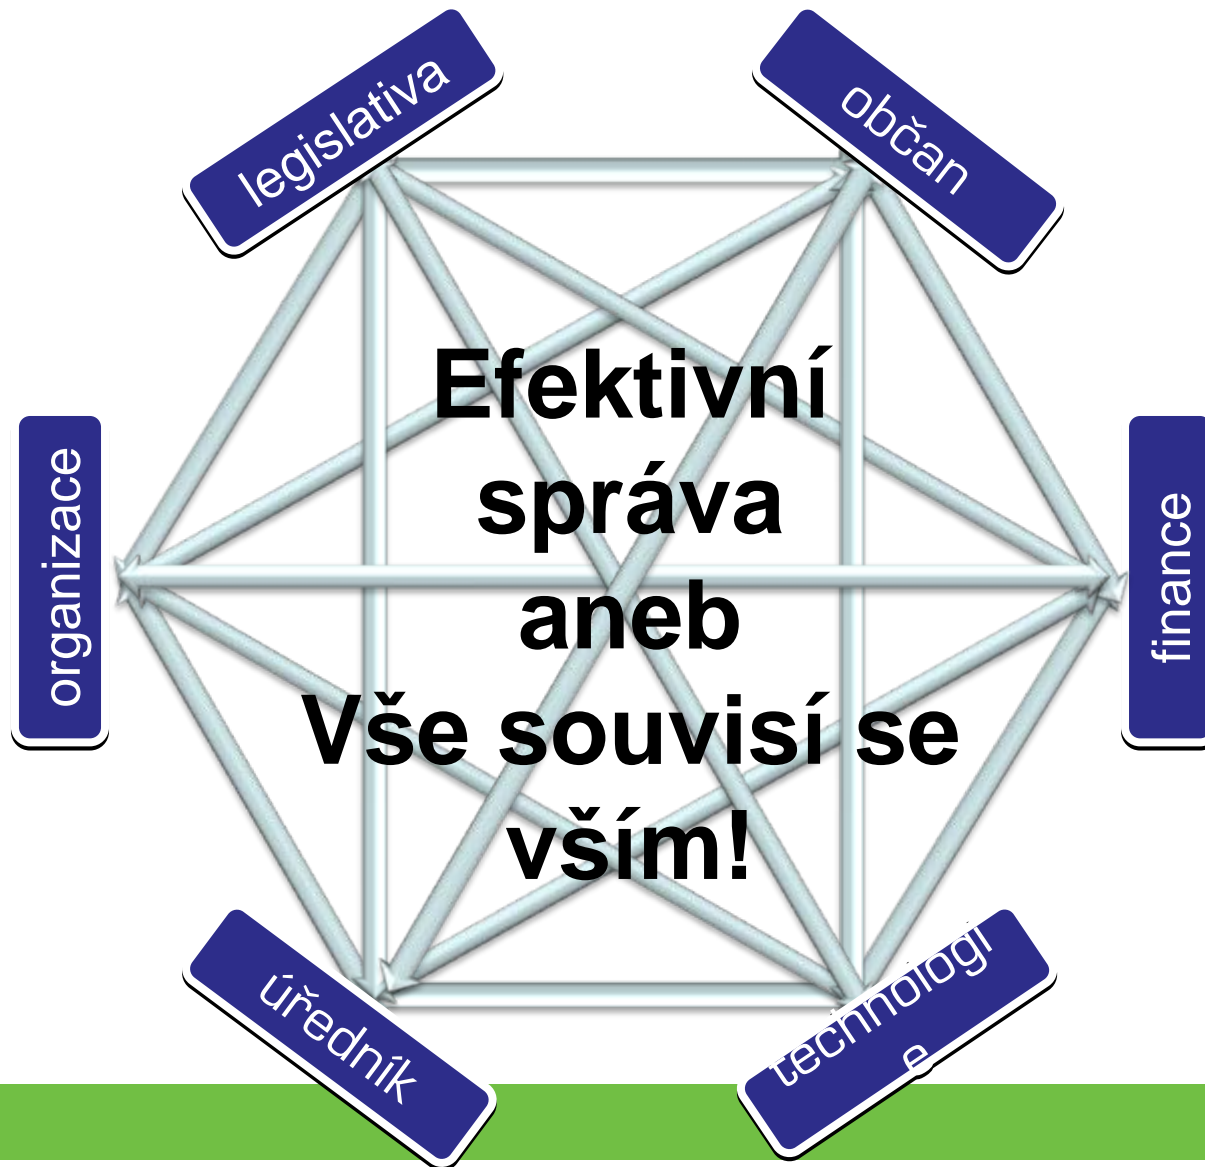 legislativa
občan
Efektivní
správa
aneb
Vše souvisí se
vším!
organizace
finance
úředník
technologi
e